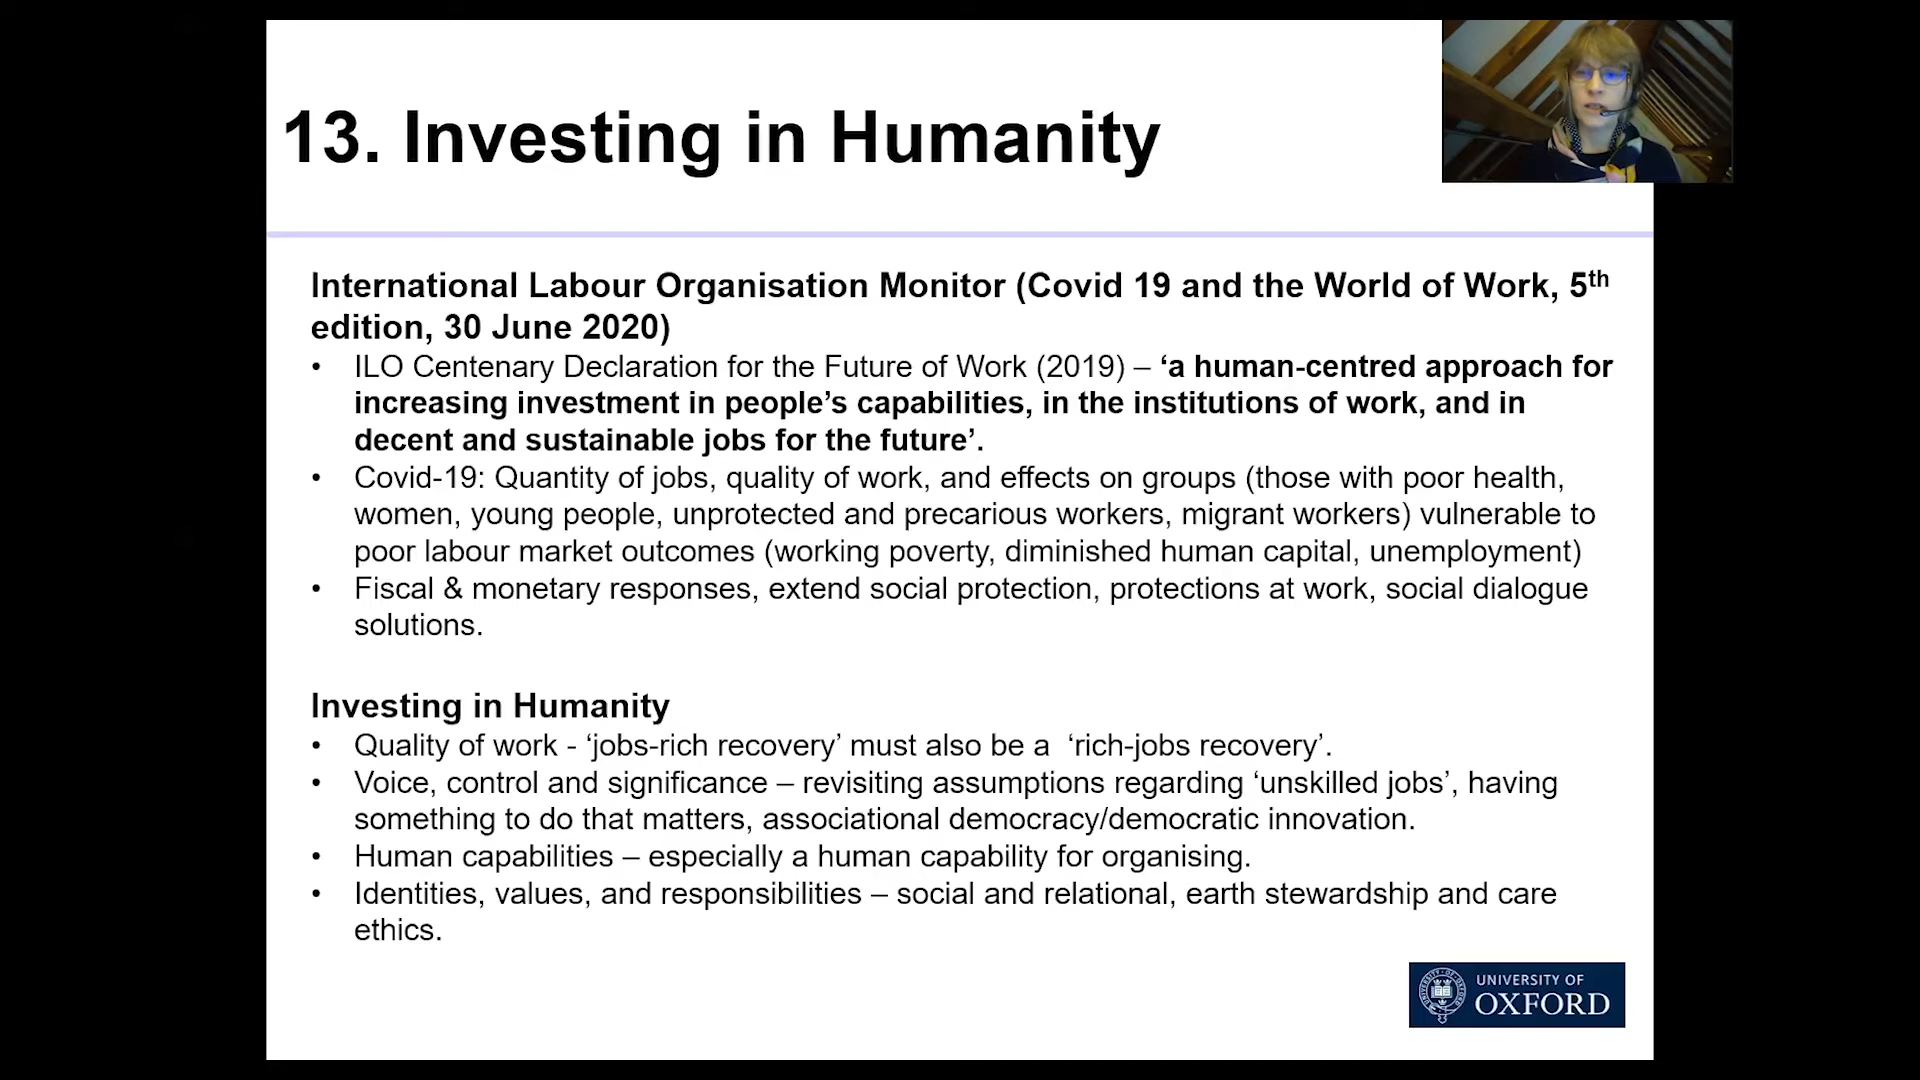 13. Investing in Humanity
International Labour Organisation Monitor (Covid 19 and the World of Work, 5th
edition, 30 June 2020)
• ILO Centenary Declaration for the Future of Work (2019) – ‘a human-centred approach for
increasing investment in people’s capabilities, in the institutions of work, and in
decent and sustainable jobs for the future’.
• Covid-19: Quantity of jobs, quality of work, and effects on groups (those with poor health,
women, young people, unprotected and precarious workers, migrant workers) vulnerable to
poor labour market outcomes (working poverty, diminished human capital, unemployment)
• Fiscal & monetary responses, extend social protection, protections at work, social dialogue
solutions.
Investing in Humanity
• Quality of work - ‘jobs-rich recovery’ must also be a  ‘rich-jobs recovery’.
• Voice, control and significance – revisiting assumptions regarding ‘unskilled jobs’, having
something to do that matters, associational democracy/democratic innovation.
• Human capabilities – especially a human capability for organising.
• Identities, values, and responsibilities – social and relational, earth stewardship and care
ethics.
UNIVERSITY OF
OXFORD